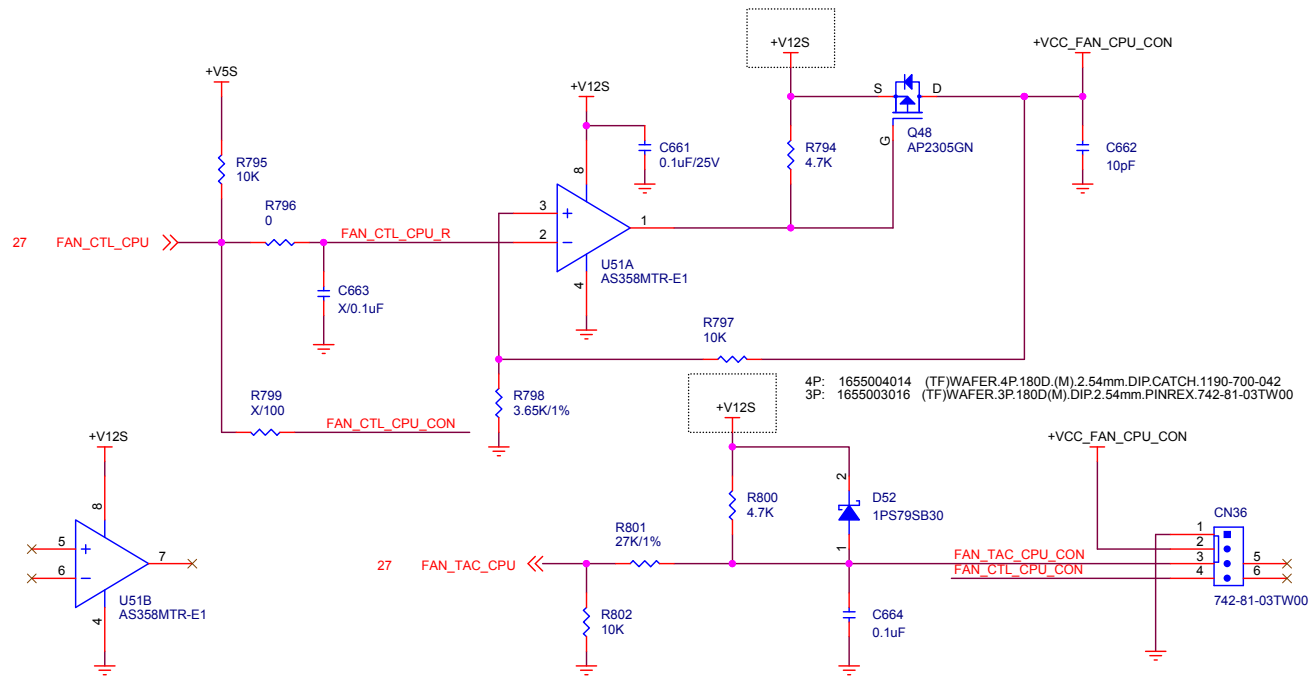 +V12S
+VCC_FAN_CPU_CON
+V5S
+V12S
S
D
G
Q48
AP2305GN
R795
10K
C661
0.1uF/25V
R794
4.7K
C662
10pF
8
R796
0
3
2
1
27 FAN_CTL_CPU
FAN_CTL_CPU_R
U51A
AS358MTR-E1
4
C663
X/0.1uF
R797
10K
4P: 1655004014 (TF)WAFER.4P.180D.(M).2.54mm.DIP.CATCH.1190-700-042
3P: 1655003016 (TF)WAFER.3P.180D(M).DIP.2.54mm.PINREX.742-81-03TW00
R799
X/100
FAN_CTL_CPU_CON
R798
3.65K/1%
+V12S
+V12S
+VCC_FAN_CPU_CON
8
5
6
7
U51B
AS358MTR-E1
4
R800
4.7K
2
D52
1PS79SB30
1
R801
27K/1%
27 FAN_TAC_CPU
R802
10K
C664
0.1uF
FAN_TAC_CPU_CON
FAN_CTL_CPU_CON
CN36
1
2
3
4
5
6
742-81-03TW00